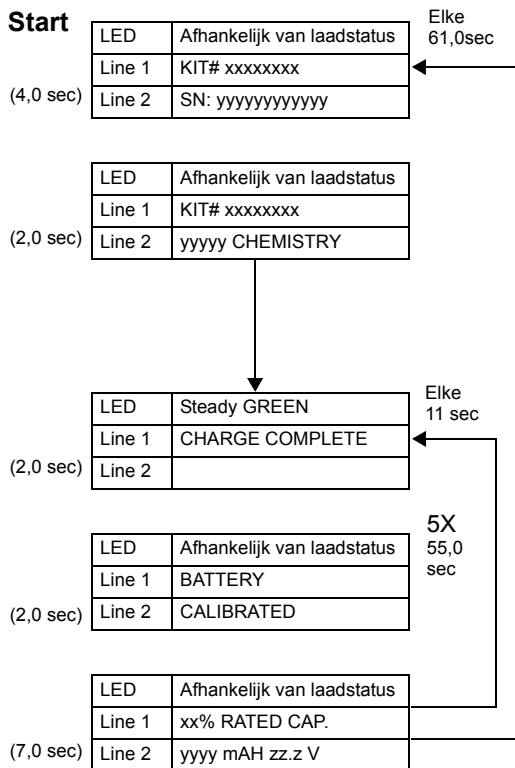 Start
LED Afhankelijk van laadstatus
Line 1 KIT# xxxxxxxx
(4,0 sec) Line 2 SN: yyyyyyyyyyyy
Elke
61,0sec
LED Afhankelijk van laadstatus
Line 1 KIT# xxxxxxxx
(2,0 sec) Line 2 yyyyy CHEMISTRY
LED Steady GREEN
Line 1 CHARGE COMPLETE
(2,0 sec) Line 2
Elke
11 sec
LED Afhankelijk van laadstatus
Line 1 BATTERY
(2,0 sec) Line 2 CALIBRATED
5X
55,0
sec
LED Afhankelijk van laadstatus
Line 1 xx% RATED CAP.
(7,0 sec) Line 2 yyyy mAH zz.z V